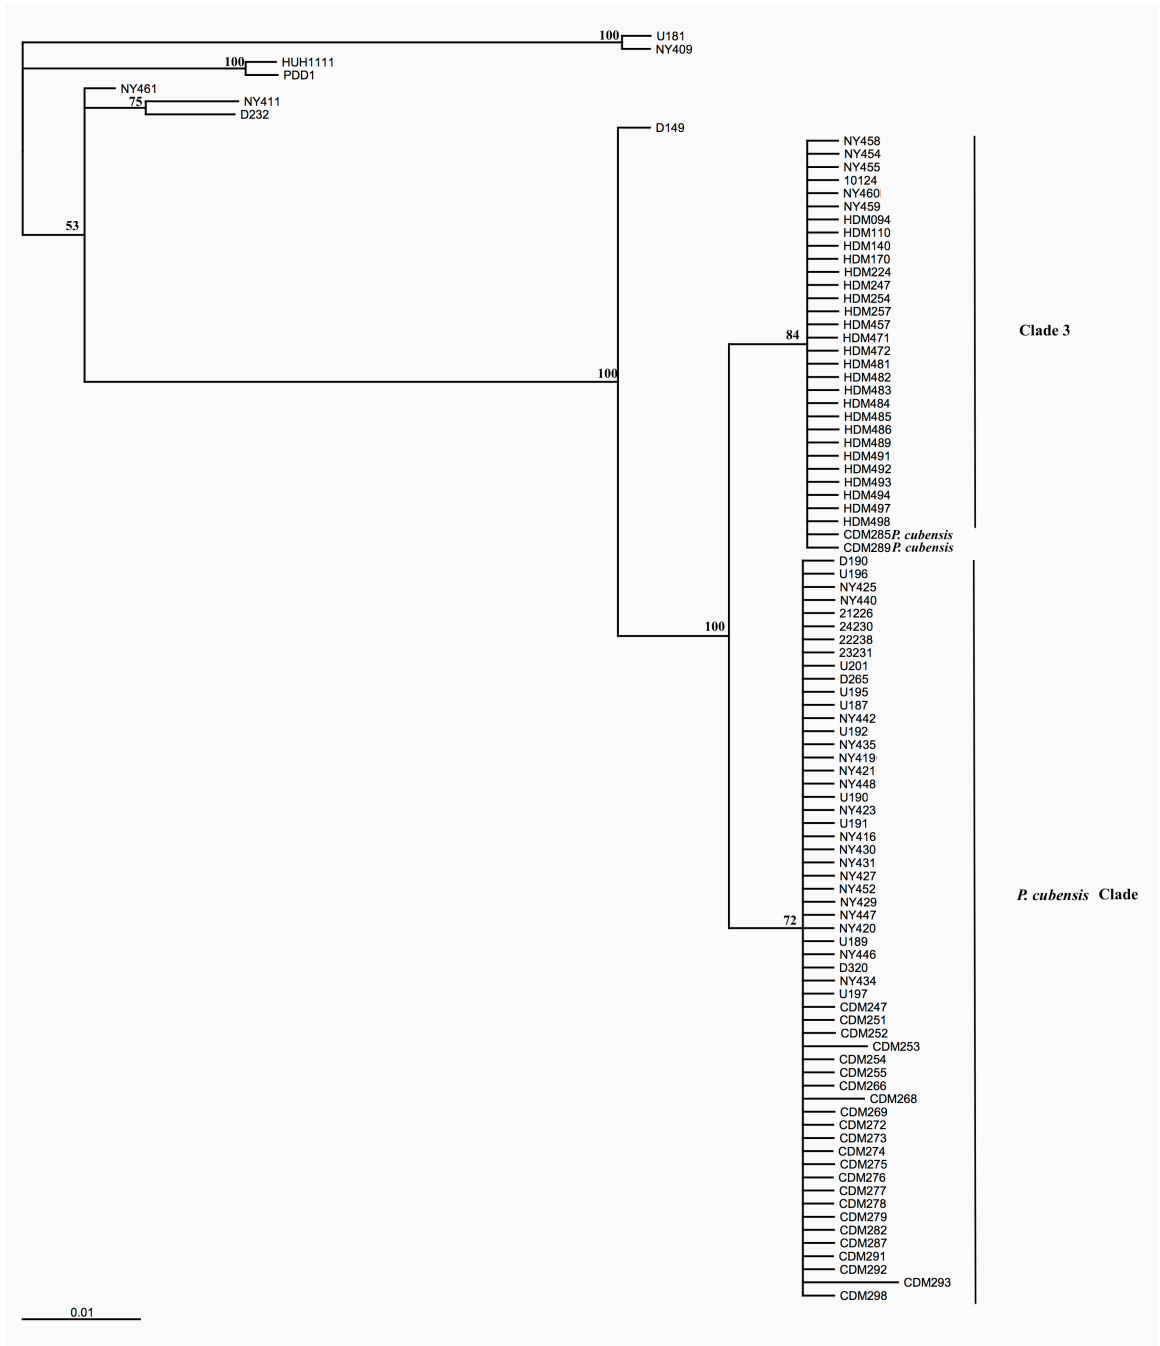 100
U181
NY409
100
HUH1111
PDD1
NY461
75
NY411
D232
D149
NY458
NY454
NY455
10124
NY460
NY459
HDM094
HDM110
HDM140
HDM170
HDM224
HDM247
HDM254
HDM257
HDM457
HDM471
HDM472
HDM481
HDM482
HDM483
HDM484
HDM485
HDM486
HDM489
HDM491
HDM492
HDM493
HDM494
HDM497
HDM498
CDM285 P. cubensis
CDM289 P. cubensis
53
84
Clade 3
100
100
D190
U196
NY425
NY440
21226
24230
22238
23231
U201
D265
U195
U187
NY442
U192
NY435
NY419
NY421
NY448
U190
NY423
U191
NY416
NY430
NY431
NY427
NY452
NY429
NY447
NY420
U189
NY446
D320
NY434
U197
CDM247
CDM251
CDM252
CDM253
CDM254
CDM255
CDM266
CDM268
CDM269
CDM272
CDM273
CDM274
CDM275
CDM276
CDM277
CDM278
CDM279
CDM282
CDM287
CDM291
CDM292
CDM293
CDM298
72
P. cubensis Clade
0.01